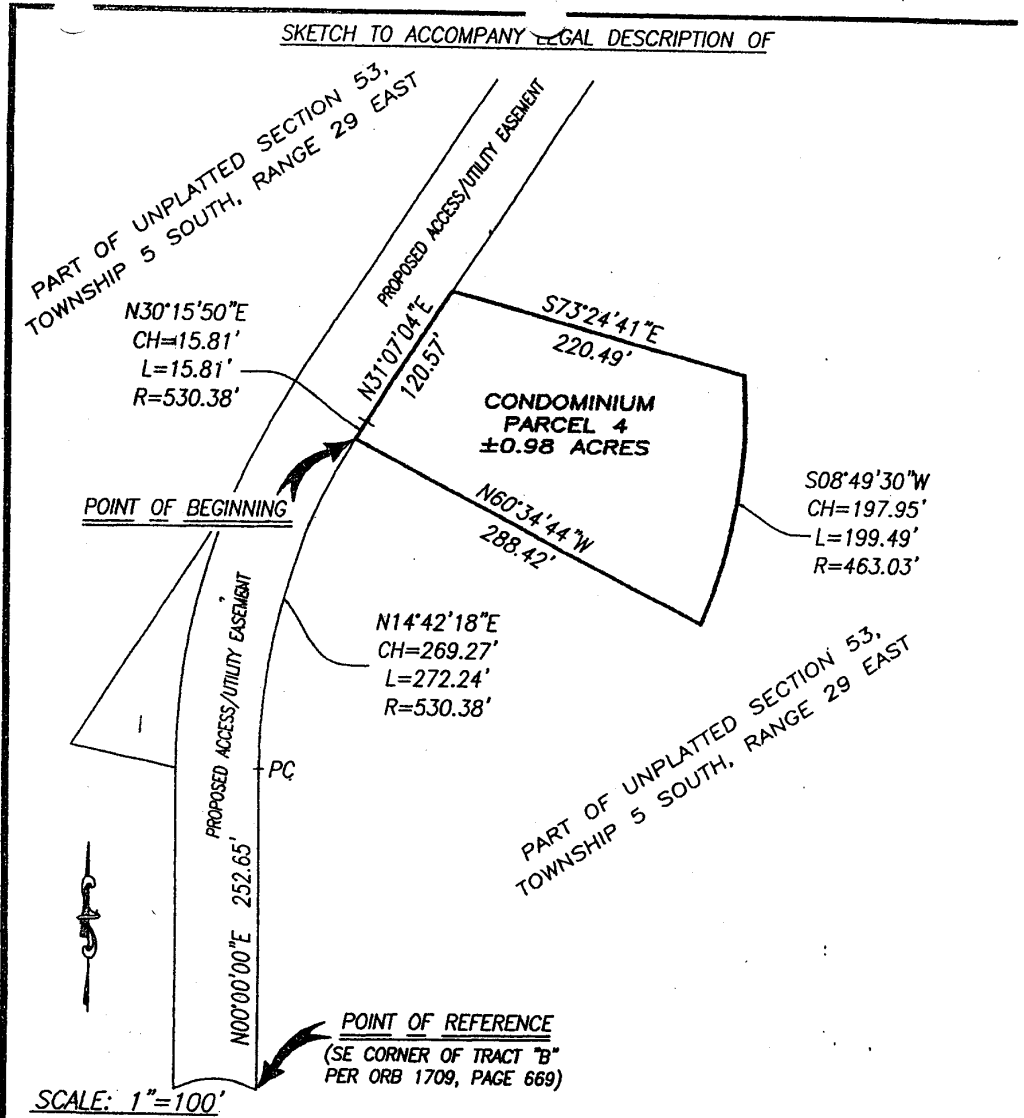 SKETCH TO ACCOMPANY LEGAL DESCRIPTION OF
PART OF UNPLATTED SECTION 53,
TOWNSHIP 5 SOUTH, RANGE 29 EAST
PROPOSED ACCESS/UTILITY EASEMENT
N30°15'50"E
CH=15.81'
L=15.81'
R=530.38'
N31°07'04"E
120.57'
S73°24'41"E
220.49'
CONDOMINIUM
PARCEL 4
±0.98 ACRES
S08°49'30"W
CH=197.95'
L=199.49'
R=463.03'
N60°34'44"W
288.42'
POINT OF BEGINNING
N14°42'18"E
CH=269.27'
L=272.24'
R=530.38'
PROPOSED ACCESS/UTILITY EASEMENT
PC
PART OF UNPLATTED SECTION 53,
TOWNSHIP 5 SOUTH, RANGE 29 EAST
N00°00'00"E 252.65'
POINT OF REFERENCE
(SE CORNER OF TRACT "B"
PER ORB 1709, PAGE 669)
SCALE: 1"=100'